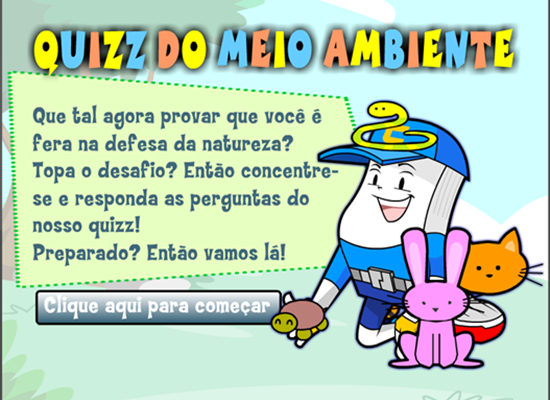 QUIZZ DO MEIO AMBIENTE
Que tal agora provar que você é
fera na defesa da natureza?
Topa o desafio? Então concentre-
se e responda as perguntas do
nosso quizz!
Preparado? Então vamos lá!
Clique aqui para começar